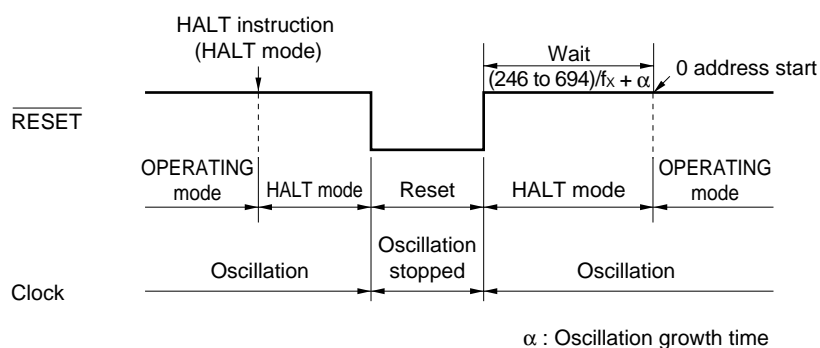 HALT instruction
(HALT mode)
Wait
(246 to 694)/fX + α
0 address start
RESET
OPERATING
mode
HALT mode
Reset
HALT mode
OPERATING
mode
Oscillation
Oscillation
stopped
Oscillation
Clock
α : Oscillation growth time